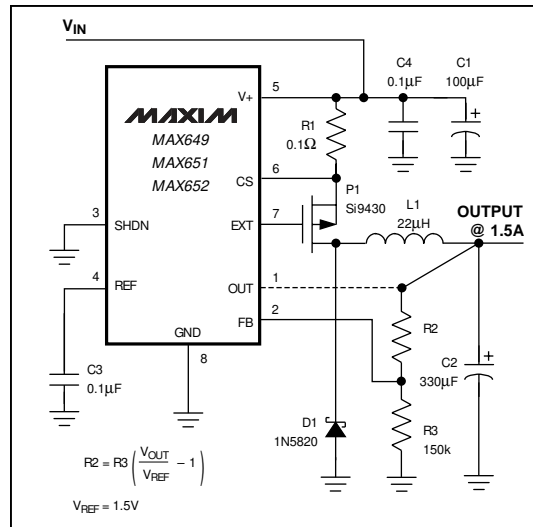 VIN
C4
0.1µF
C1
100µF
+
5
V+
MAXIM
MAX649
MAX651
MAX652
R1
0.1Ω
6
CS
P1
Si9430
3
SHDN
EXT
7
L1
22µH
OUTPUT
@ 1.5A
4
REF
OUT
1
FB
2
GND
8
R2
C2
330µF
+
C3
0.1µF
D1
1N5820
R3
150k
R2 = R3 ( VOUT / VREF – 1 )
VREF = 1.5V